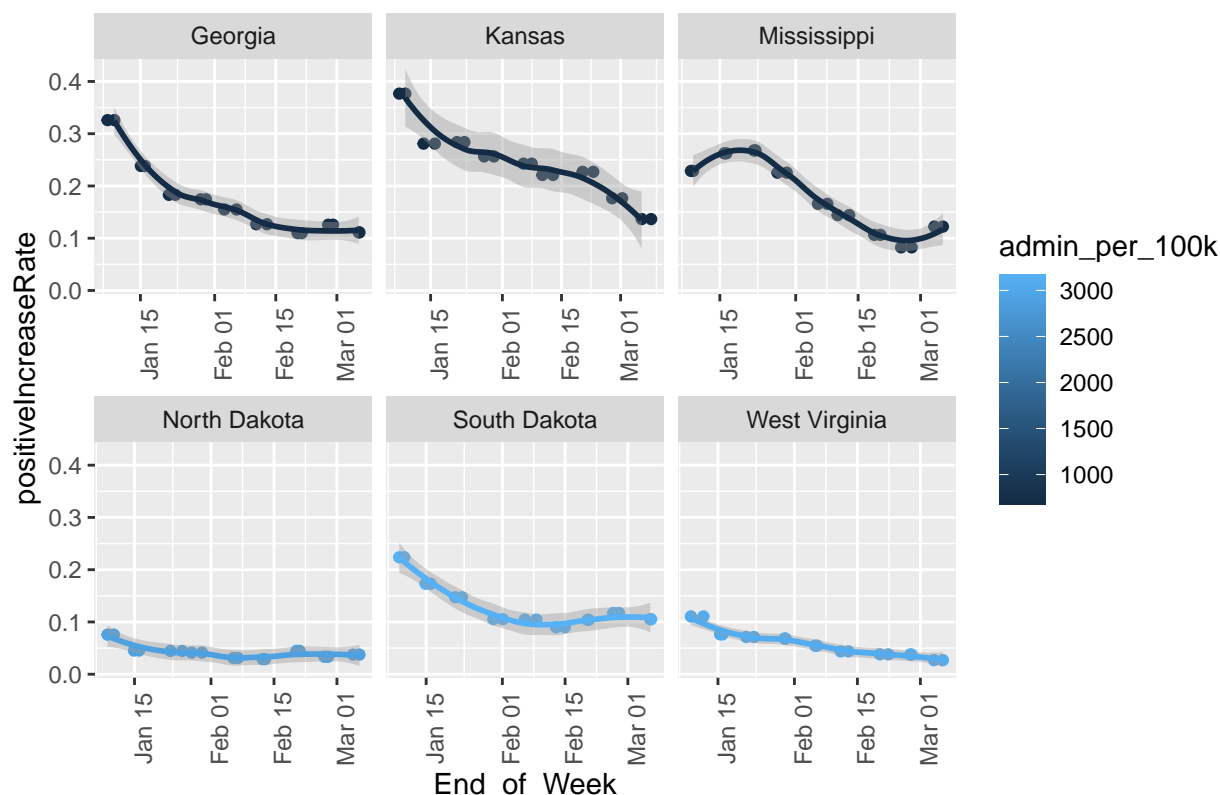 Georgia Kansas Mississippi
0.4
0.3
0.2
0.1
0.0
Jan 15 Feb 01 Feb 15 Mar 01 Jan 15 Feb 01 Feb 15 Mar 01 Jan 15 Feb 01 Feb 15 Mar 01
North Dakota South Dakota West Virginia
0.4
0.3
0.2
0.1
0.0
Jan 15 Feb 01 Feb 15 Mar 01 Jan 15 Feb 01 Feb 15 Mar 01 Jan 15 Feb 01 Feb 15 Mar 01
positiveIncreaseRate
End_of_Week
admin_per_100k
3000
2500
2000
1500
1000